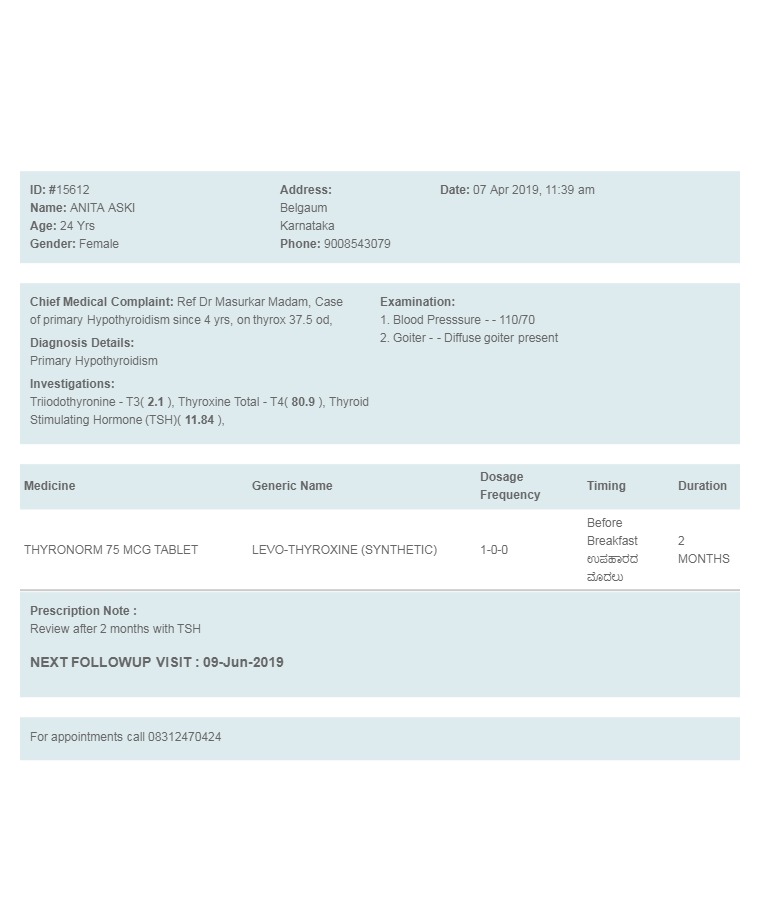 ID: #15612
Name: ANITA ASKI
Age: 24 Yrs
Gender: Female
Address:
Belgaum
Karnataka
Phone: 9008543079
Date: 07 Apr 2019, 11:39 am
Chief Medical Complaint: Ref Dr Masurkar Madam, Case
of primary Hypothyroidism since 4 yrs, on thyrox 37.5 od,
Diagnosis Details:
Primary Hypothyroidism
Investigations:
Triiodothyronine - T3( 2.1 ), Thyroxine Total - T4( 80.9 ), Thyroid
Stimulating Hormone (TSH)( 11.84 ),
Examination:
1. Blood Presssure - - 110/70
2. Goiter - - Diffuse goiter present
Medicine Generic Name Dosage Frequency Timing Duration
THYRONORM 75 MCG TABLET LEVO-THYROXINE (SYNTHETIC) 1-0-0
Before
Breakfast
ಉಪಹಾರದ
ಮೊದಲು
2
MONTHS
Prescription Note :
Review after 2 months with TSH
NEXT FOLLOWUP VISIT : 09-Jun-2019
For appointments call 08312470424